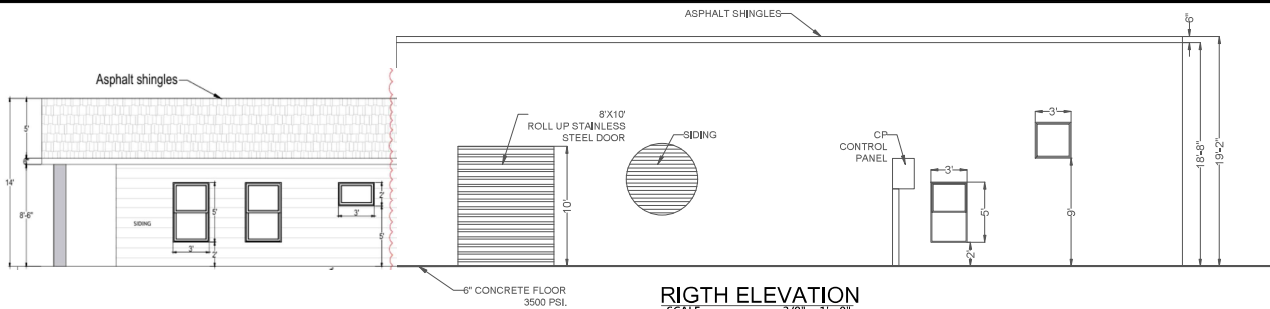 ASPHALT SHINGLES
6"
Asphalt shingles
8'X10'
ROLL UP STAINLESS
STEEL DOOR
SIDING
CP
CONTROL
PANEL
3'
3'
5'
14'
8'-6"
SIDING
5'
2'
3'
2'
3'
5'
10'
5'
2'
9'
18'-8"
19'-2"
6" CONCRETE FLOOR
3500 PSI.
RIGTH ELEVATION